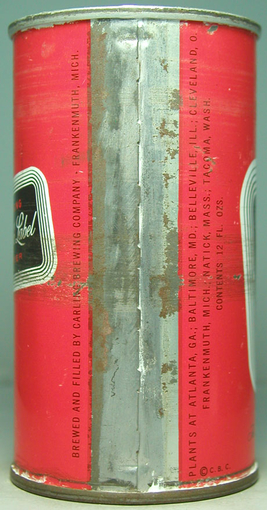 Label
BREWED AND FILLED BY CARLING BREWING COMPANY, FRANKENMUTH, MICH.
PLANTS AT ATLANTA, GA.; BALTIMORE, MD.; BELLEVILLE, ILL.; CLEVELAND, O.
FRANKENMUTH, MICH.; NATICK, MASS.; TACOMA, WASH.
CONTENTS 12 FL. OZS.
© C. B. C.